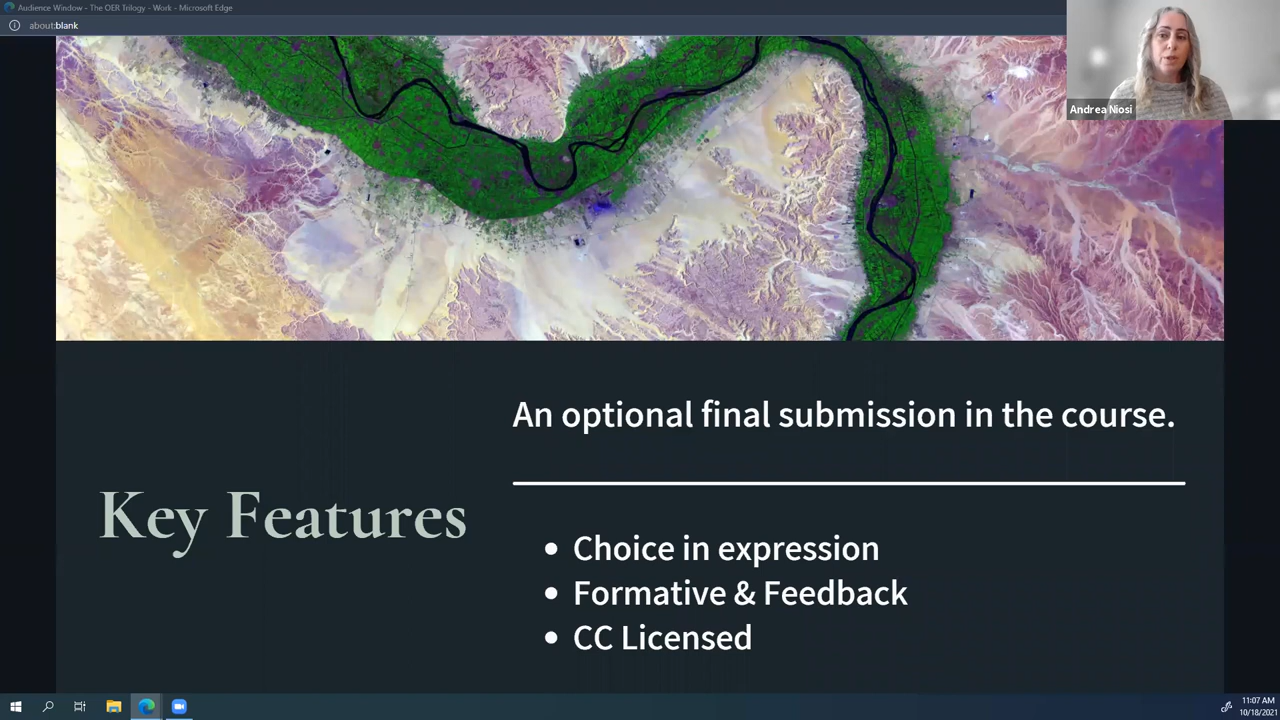 Audience Window - The OER Trilogy - Work - Microsoft Edge
about:blank
Andrea Niosi
An optional final submission in the course.
Key Features
• Choice in expression
• Formative & Feedback
• CC Licensed
11:07 AM
10/18/2021